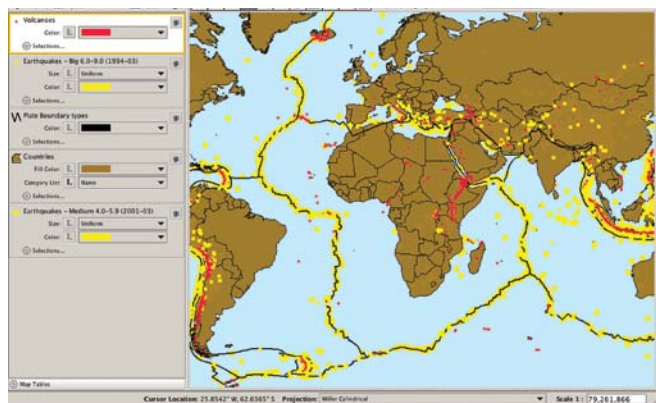 Volcanoes
Color: L
Selections...
Earthquakes - Big 6.0-9.0 (1994-03)
Size: L Uniform
Color: L
Selections...
Plate Boundary types
Color: L
Selections...
Countries
Fill Color: L
Category List: L None
Selections...
Earthquakes - Medium 4.0-5.9 (2001-03)
Size: L Uniform
Color: L
Selections...
Map Tables
Cursor Location: 25.8542° W, 62.6365° S Projection: Miller Cylindrical Scale 1: 79,261,866